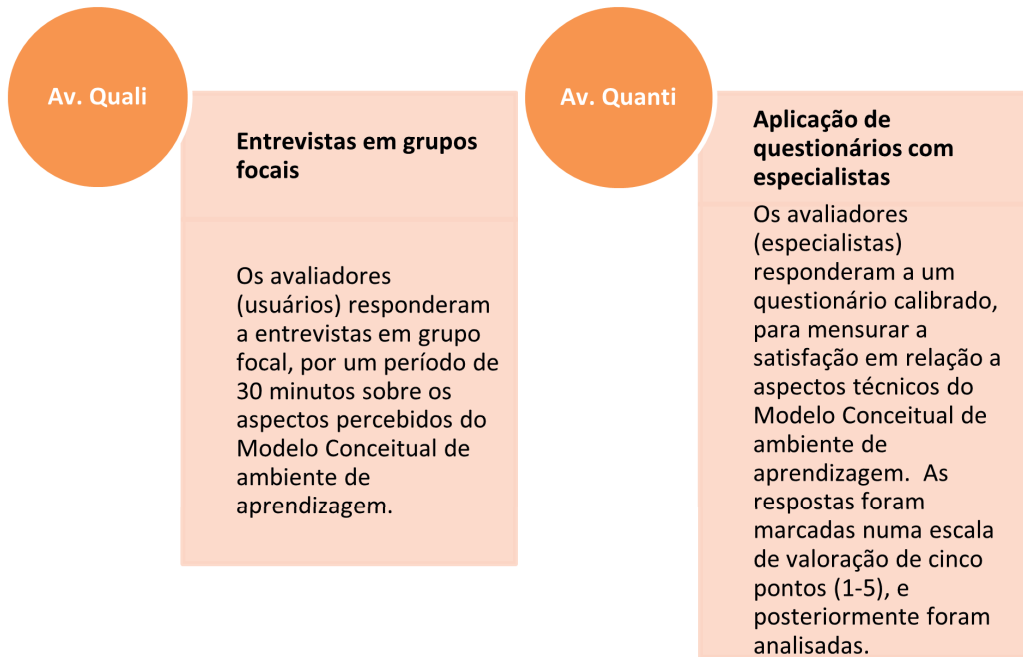 Av. Quali
Entrevistas em grupos
focais
Os avaliadores
(usuários) responderam
a entrevistas em grupo
focal, por um período de
30 minutos sobre os
aspectos percebidos do
Modelo Conceitual de
ambiente de
aprendizagem.
Av. Quanti
Aplicação de
questionários com
especialistas
Os avaliadores
(especialistas)
responderam a um
questionário calibrado,
para mensurar a
satisfação em relação a
aspectos técnicos do
Modelo Conceitual de
ambiente de
aprendizagem.  As
respostas foram
marcadas numa escala
de valoração de cinco
pontos (1-5), e
posteriormente foram
analisadas.